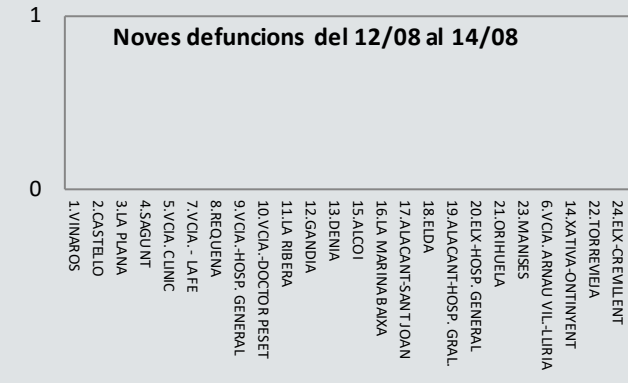 1
Noves defuncions del 12/08 al 14/08
0
1.VINAROS
2.CASTELLO
3.LA PLANA
4.SAGUNT
5.VCIA. CLINIC
7.VCIA. - LA FE
8.REQUENA
9.VCIA.-HOSP. GENERAL
10.VCIA.-DOCTOR PESET
11.LA RIBERA
12.GANDIA
13.DENIA
15.ALCOI
16.LA MARINA BAIXA
17.ALACANT-SANT JOAN
18.ELDA
19.ALACANT-HOSP. GRAL.
20.ELX-HOSP. GENERAL
21.ORIHUELA
23.MANISES
6.VCIA. ARNAU VIL.-LLIRIA
14.XATIVA-ONTINYENT
22.TORREVIEJA
24.ELX-CREVILLENT